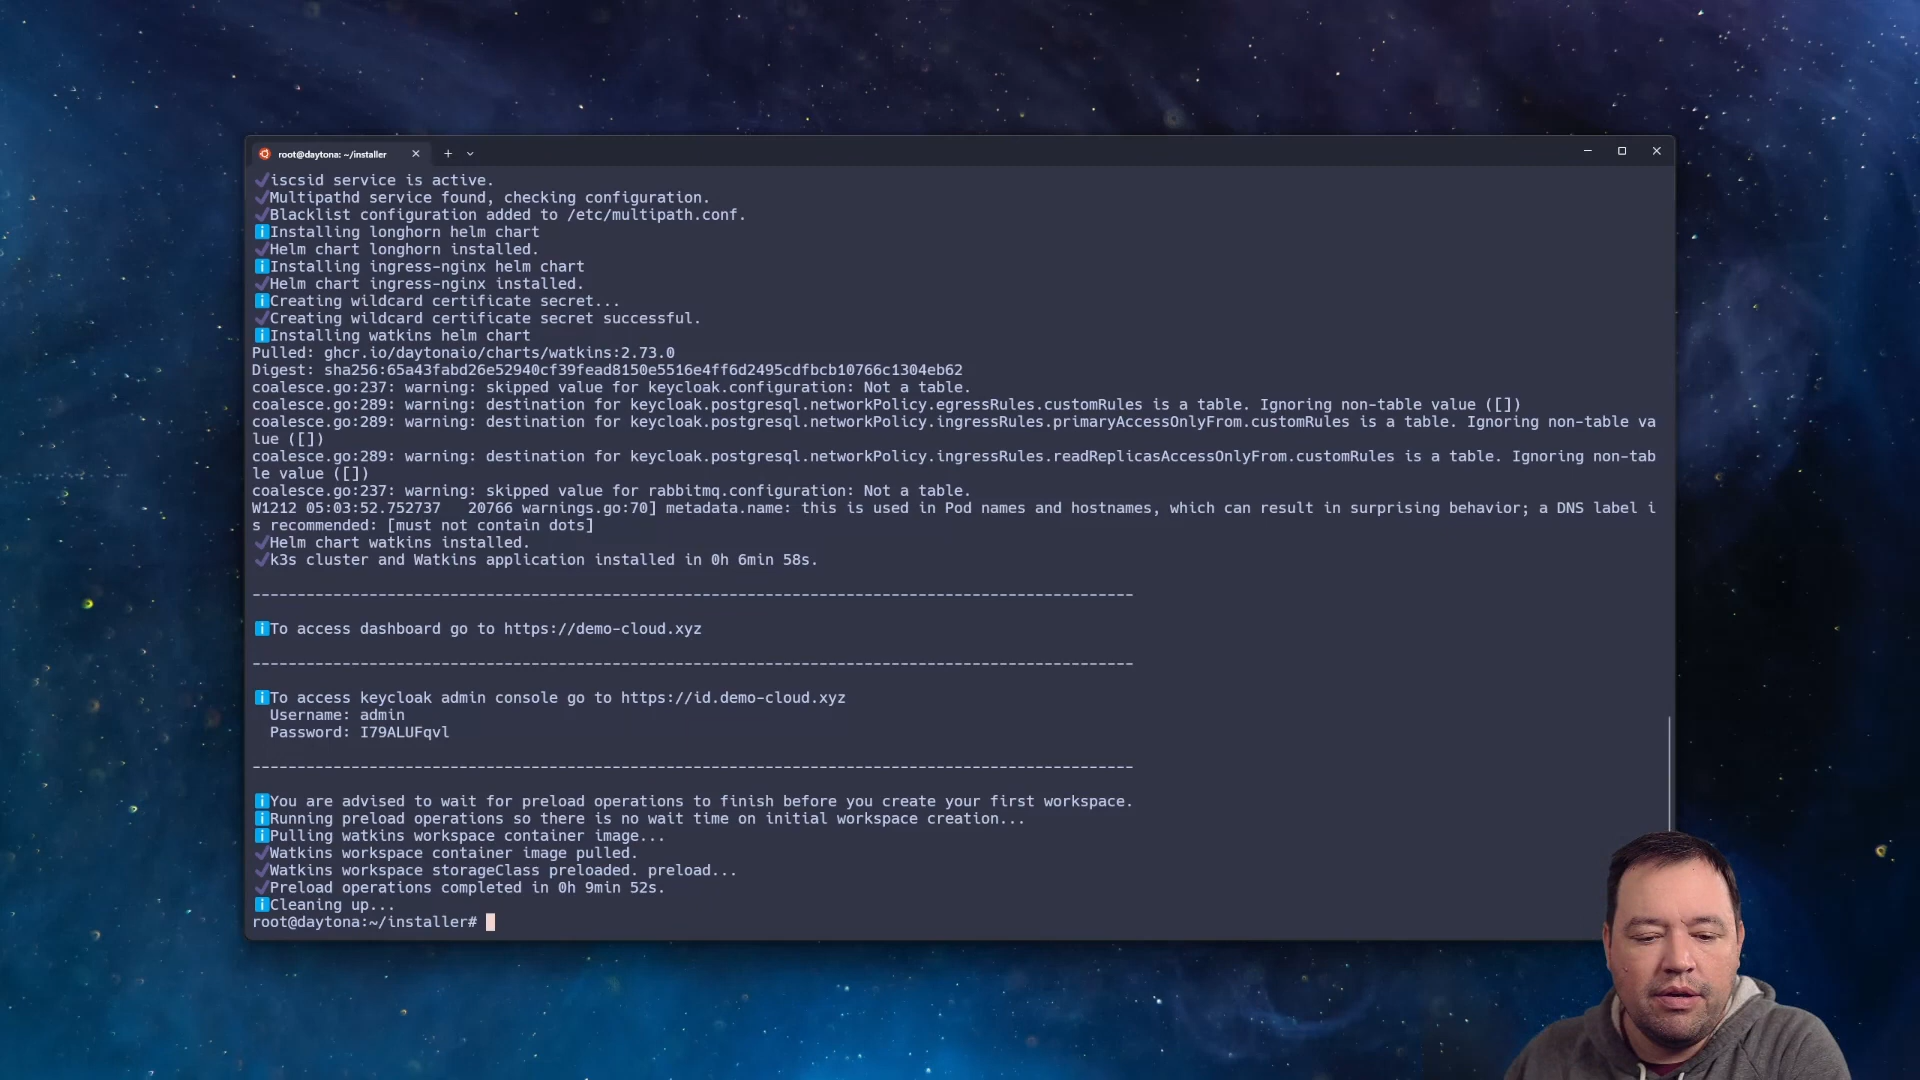 root@daytona: ~/installer
✔iscsid service is active.
✔Multipathd service found, checking configuration.
✔Blacklist configuration added to /etc/multipath.conf.
ℹInstalling longhorn helm chart
✔Helm chart longhorn installed.
ℹInstalling ingress-nginx helm chart
✔Helm chart ingress-nginx installed.
ℹCreating wildcard certificate secret...
✔Creating wildcard certificate secret successful.
ℹInstalling watkins helm chart
Pulled: ghcr.io/daytonaio/charts/watkins:2.73.0
Digest: sha256:65a43fabd26e52940cf39fead8150e5516e4ff6d2495cdfbcb10766c1304eb62
coalesce.go:237: warning: skipped value for keycloak.configuration: Not a table.
coalesce.go:289: warning: destination for keycloak.postgresql.networkPolicy.egressRules.customRules is a table. Ignoring non-table value ([])
coalesce.go:289: warning: destination for keycloak.postgresql.networkPolicy.ingressRules.primaryAccessOnlyFrom.customRules is a table. Ignoring non-table va
lue ([])
coalesce.go:289: warning: destination for keycloak.postgresql.networkPolicy.ingressRules.readReplicasAccessOnlyFrom.customRules is a table. Ignoring non-tab
le value ([])
coalesce.go:237: warning: skipped value for rabbitmq.configuration: Not a table.
W1212 05:03:52.752737   20766 warnings.go:70] metadata.name: this is used in Pod names and hostnames, which can result in surprising behavior; a DNS label i
s recommended: [must not contain dots]
✔Helm chart watkins installed.
✔k3s cluster and Watkins application installed in 0h 6min 58s.
--------------------------------------------------------------------------------------------------
ℹTo access dashboard go to https://demo-cloud.xyz
--------------------------------------------------------------------------------------------------
ℹTo access keycloak admin console go to https://id.demo-cloud.xyz
Username: admin
Password: I79ALUFqvl
--------------------------------------------------------------------------------------------------
ℹYou are advised to wait for preload operations to finish before you create your first workspace.
ℹRunning preload operations so there is no wait time on initial workspace creation...
ℹPulling watkins workspace container image...
✔Watkins workspace container image pulled.
✔Watkins workspace storageClass preloaded. preload...
✔Preload operations completed in 0h 9min 52s.
ℹCleaning up...
root@daytona:~/installer#